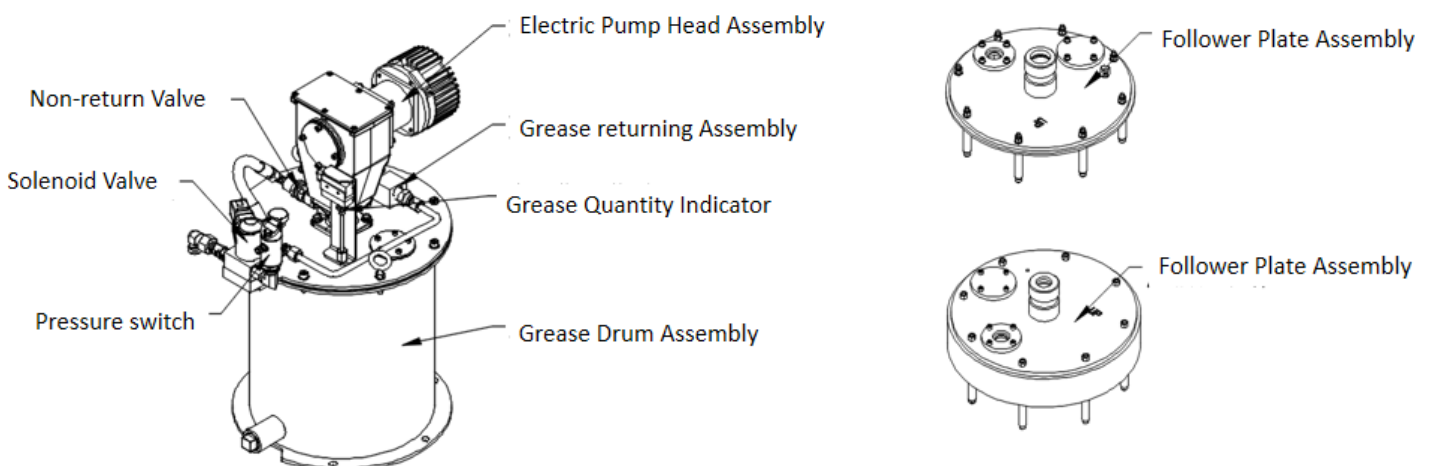 Electric Pump Head Assembly
Non-return Valve
Grease returning Assembly
Solenoid Valve
Grease Quantity Indicator
Pressure switch
Grease Drum Assembly
Follower Plate Assembly
Follower Plate Assembly